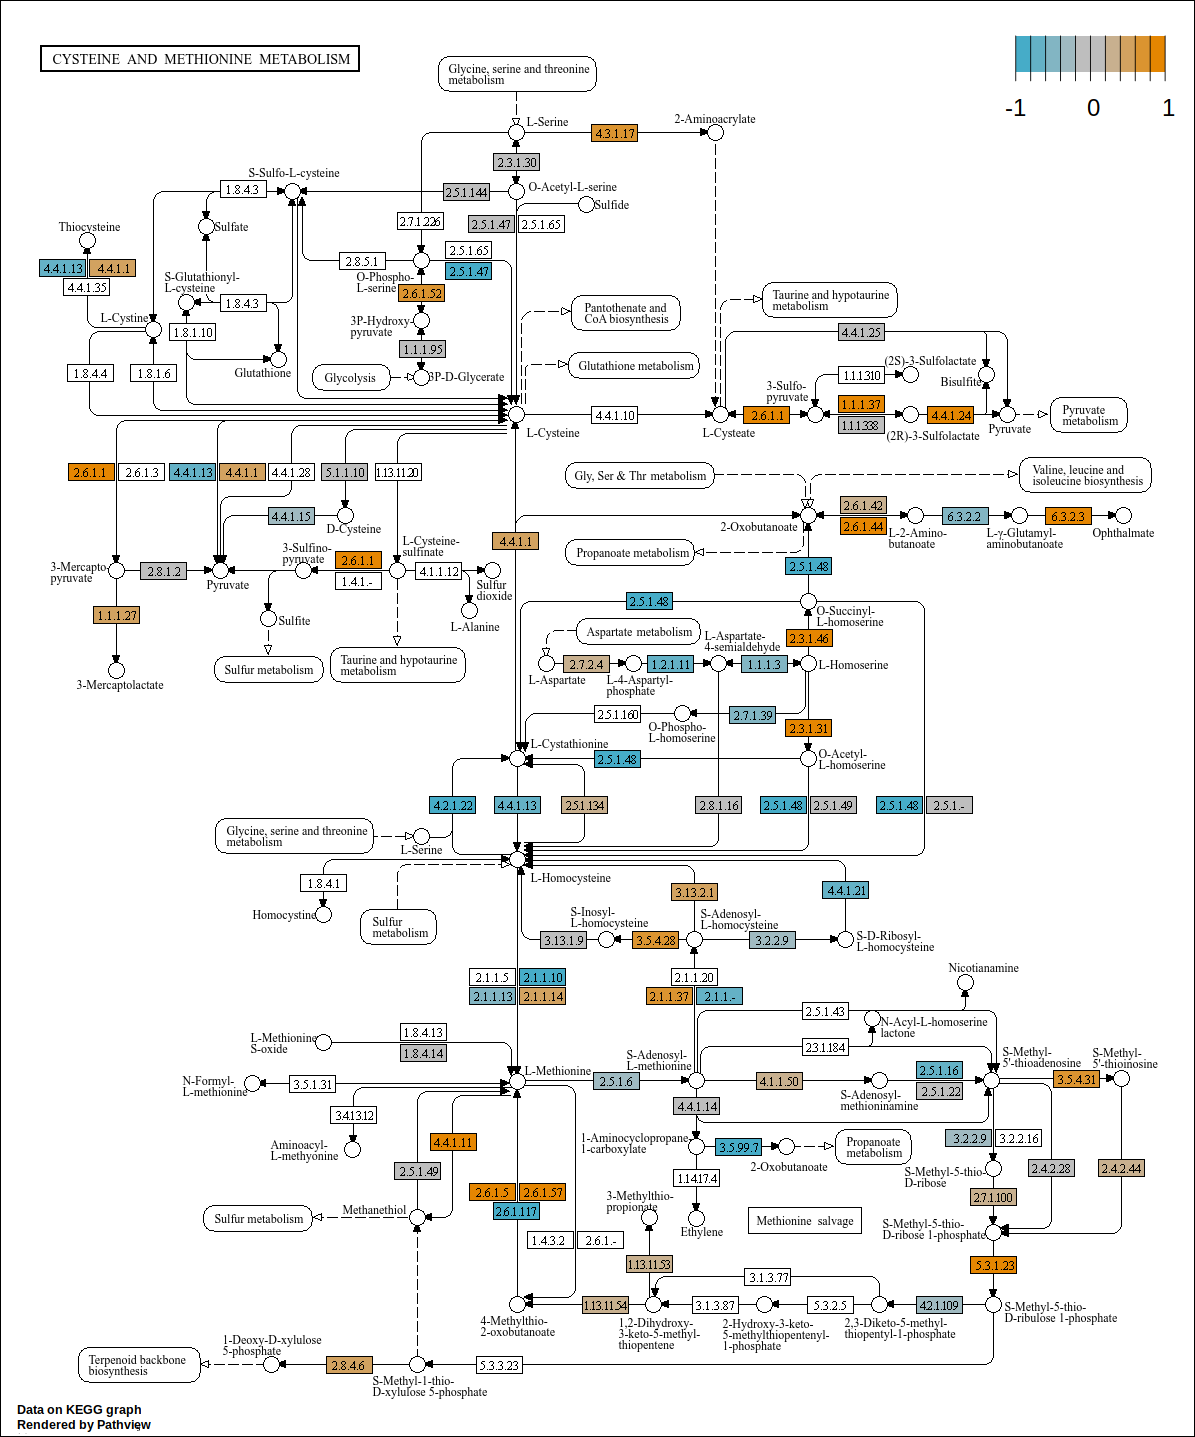 CYSTEINE AND METHIONINE METABOLISM
-1
0
1
Glycine, serine and threonine
metabolism
L-Serine
4.3.1.17
2-Aminoacrylate
2.3.1.30
S-Sulfo-L-cysteine
1.8.4.3
2.5.1.144
O-Acetyl-L-serine
Sulfide
Thiocysteine
Sulfate
2.7.1.226
2.5.1.47
2.5.1.65
4.4.1.13
4.4.1.1
4.4.1.35
2.8.5.1
2.5.1.65
2.5.1.47
S-Glutathionyl-
L-cysteine
O-Phospho-
L-serine
2.6.1.52
1.8.4.3
L-Cystine
1.8.1.10
3P-Hydroxy-
pyruvate
Pantothenate and
CoA biosynthesis
Taurine and hypotaurine
metabolism
4.4.1.25
1.1.1.95
1.8.4.4
1.8.1.6
Glutathione
Glycolysis
3P-D-Glycerate
Glutathione metabolism
(2S)-3-Sulfolactate
1.1.1.310
Bisulfite
3-Sulfo-
pyruvate
1.1.1.37
1.1.1.338
L-Cysteine
4.4.1.10
L-Cysteate
2.6.1.1
(2R)-3-Sulfolactate
4.4.1.24
Pyruvate
Pyruvate
metabolism
2.6.1.1
2.6.1.3
4.4.1.13
4.4.1.1
4.4.1.28
5.1.1.10
1.13.11.20
Gly, Ser & Thr metabolism
Valine, leucine and
isoleucine biosynthesis
4.4.1.15
D-Cysteine
2-Oxobutanoate
2.6.1.42
2.6.1.44
L-2-Amino-
butanoate
6.3.2.2
L-γ-Glutamyl-
aminobutanoate
6.3.2.3
Ophthalmate
4.4.1.1
Propanoate metabolism
3-Mercapto-
pyruvate
2.8.1.2
Pyruvate
3-Sulfino-
pyruvate
2.6.1.1
1.4.1.-
L-Cysteine-
sulfinate
4.1.1.12
Sulfur
dioxide
2.5.1.48
1.1.1.27
Sulfite
L-Alanine
2.5.1.48
O-Succinyl-
L-homoserine
Aspartate metabolism
L-Aspartate-
4-semialdehyde
2.3.1.46
3-Mercaptolactate
Sulfur metabolism
Taurine and hypotaurine
metabolism
L-Aspartate
2.7.2.4
L-4-Aspartyl-
phosphate
1.2.1.11
1.1.1.3
L-Homoserine
2.5.1.160
O-Phospho-
L-homoserine
2.7.1.39
2.3.1.31
L-Cystathionine
2.5.1.48
O-Acetyl-
L-homoserine
4.2.1.22
4.4.1.13
2.5.1.134
2.8.1.16
2.5.1.48
2.5.1.49
2.5.1.48
2.5.1.-
Glycine, serine and threonine
metabolism
L-Serine
L-Homocysteine
1.8.4.1
Homocystine
Sulfur
metabolism
3.13.2.1
4.4.1.21
S-Inosyl-
L-homocysteine
S-Adenosyl-
L-homocysteine
3.13.1.9
3.5.4.28
3.2.2.9
S-D-Ribosyl-
L-homocysteine
2.1.1.5
2.1.1.10
2.1.1.13
2.1.1.14
2.1.1.20
2.1.1.37
2.1.1.-
Nicotianamine
2.5.1.43
N-Acyl-L-homoserine
lactone
2.3.1.184
L-Methionine
S-oxide
1.8.4.13
1.8.4.14
S-Adenosyl-
L-methionine
S-Methyl-
5'-thioadenosine
S-Methyl-
5'-thioinosine
N-Formyl-
L-methionine
3.5.1.31
L-Methionine
2.5.1.6
4.1.1.50
S-Adenosyl-
methioninamine
2.5.1.16
2.5.1.22
3.5.4.31
3.4.13.12
4.4.1.14
Aminoacyl-
L-methyonine
4.4.1.11
2.5.1.49
1-Aminocyclopropane-
1-carboxylate
3.5.99.7
2-Oxobutanoate
Propanoate
metabolism
3.2.2.9
3.2.2.16
S-Methyl-5-thio-
D-ribose
2.4.2.28
2.4.2.44
1.14.17.4
2.6.1.5
2.6.1.57
2.6.1.117
3-Methylthio-
propionate
2.7.1.100
Sulfur metabolism
Methanethiol
Ethylene
Methionine salvage
S-Methyl-5-thio-
D-ribose 1-phosphate
1.4.3.2
2.6.1.-
1.13.11.53
5.3.1.23
3.1.3.77
4-Methylthio-
2-oxobutanoate
1.13.11.54
1,2-Dihydroxy-
3-keto-5-methyl-
thiopentene
3.1.3.87
2-Hydroxy-3-keto-
5-methylthiopentenyl-
1-phosphate
5.3.2.5
2,3-Diketo-5-methyl-
thiopentyl-1-phosphate
4.2.1.109
S-Methyl-5-thio-
D-ribulose 1-phosphate
1-Deoxy-D-xylulose
5-phosphate
Terpenoid backbone
biosynthesis
2.8.4.6
S-Methyl-1-thio-
D-xylulose 5-phosphate
5.3.3.23
Data on KEGG graph
Rendered by Pathview